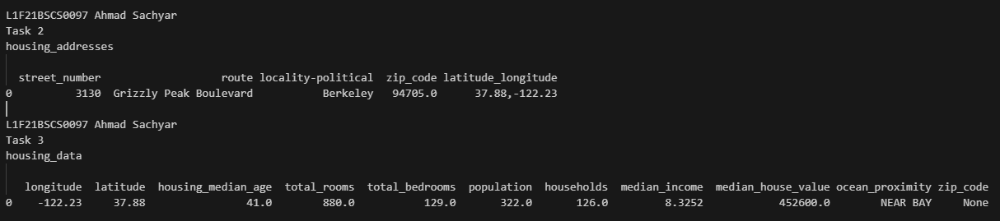 L1F21BSCS0097 Ahmad Sachyar
Task 2
housing_addresses
street_number route locality-political zip_code latitude_longitude
0 3130 Grizzly Peak Boulevard Berkeley 94705.0 37.88,-122.23
L1F21BSCS0097 Ahmad Sachyar
Task 3
housing_data
longitude latitude housing_median_age total_rooms total_bedrooms population households median_income median_house_value ocean_proximity zip_code
0 -122.23 37.88 41.0 880.0 129.0 322.0 126.0 8.3252 452600.0 NEAR BAY None